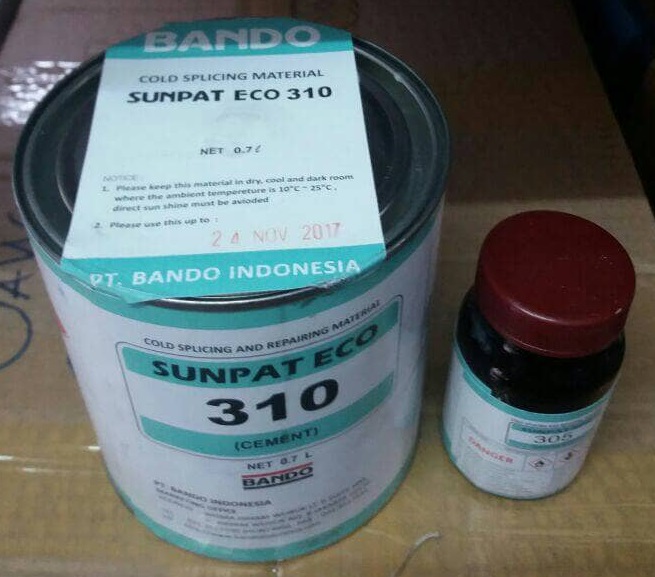 BANDO
COLD SPLICING MATERIAL
SUNPAT ECO 310
NET 0.7 ℓ
NOTICE :
1. Please keep this material in dry, cool and dark room
where the ambient tempereture is 10°C ~ 25°C,
direct sun shine must be avioded
2. Please use this up to :
24 NOV 2017
PT. BANDO INDONESIA
COLD SPLICING AND REPAIRING MATERIAL
SUNPAT ECO
310
(CEMENT)
NET 0.7 L
BANDO
PT. BANDO INDONESIA
MARKETING OFFICE
305
DANGER